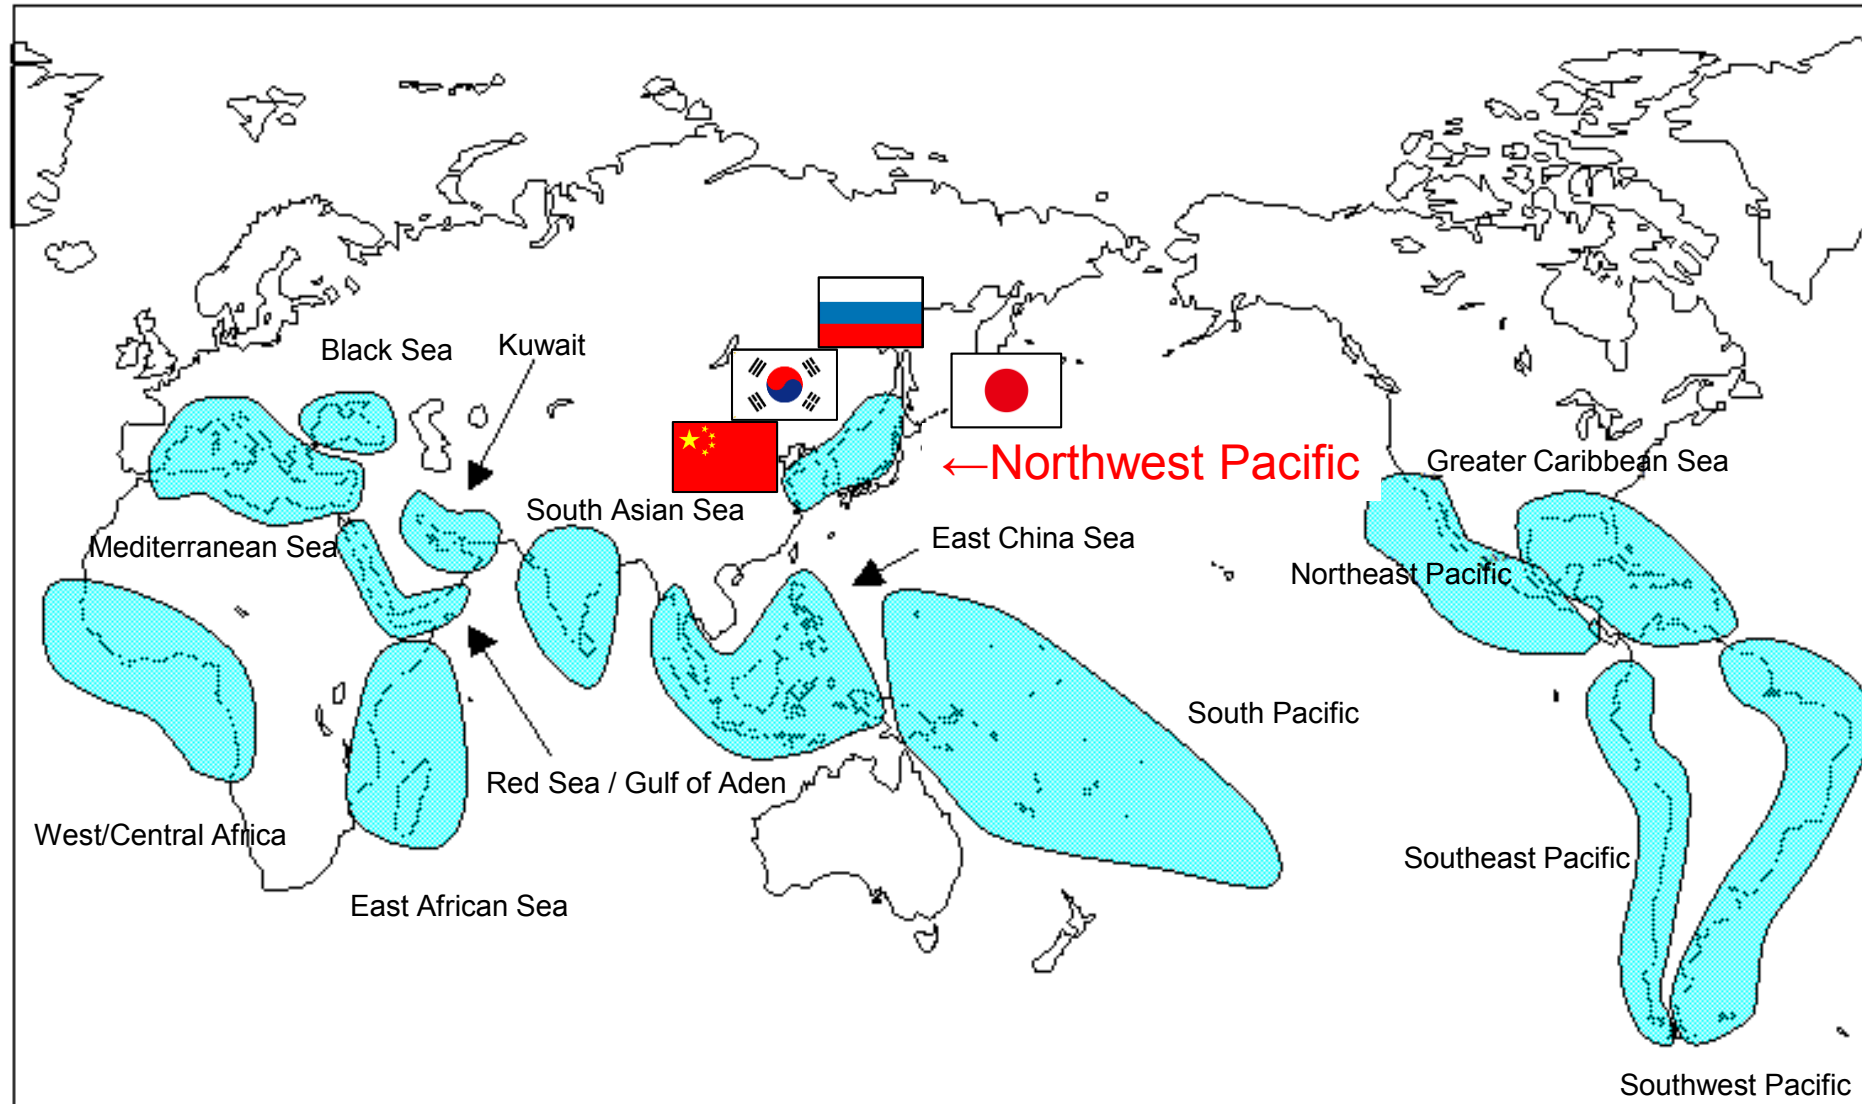 Black Sea
Kuwait
←Northwest Pacific
Greater Caribbean Sea
South Asian Sea
East China Sea
Mediterranean Sea
Northeast Pacific
South Pacific
Red Sea / Gulf of Aden
West/Central Africa
Southeast Pacific
East African Sea
Southwest Pacific